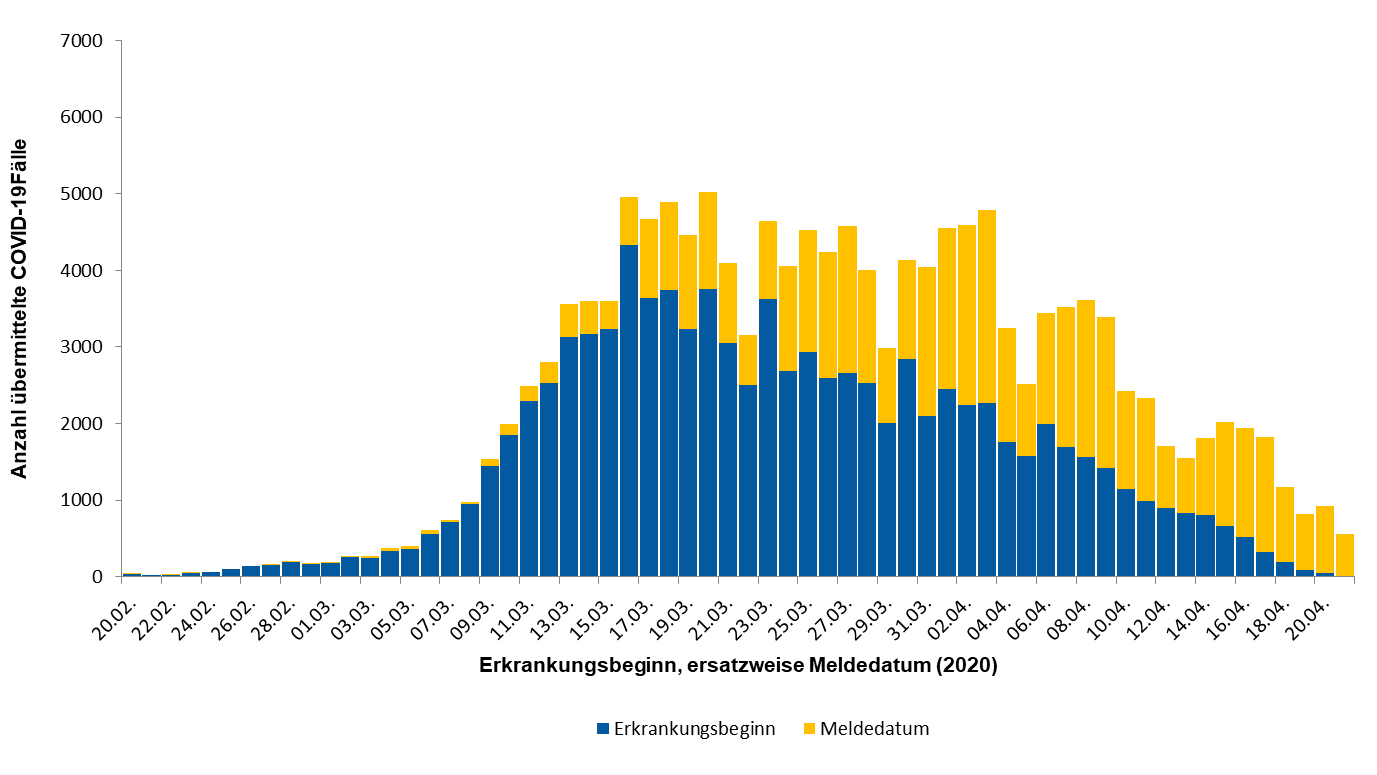 7000
6000
5000
4000
3000
2000
1000
0
Anzahl übermittelte COVID-19Fälle
20.02. 22.02. 24.02. 26.02. 28.02. 01.03. 03.03. 05.03. 07.03. 09.03. 11.03. 13.03. 15.03. 17.03. 19.03. 21.03. 23.03. 25.03. 27.03. 29.03. 31.03. 02.04. 04.04. 06.04. 08.04. 10.04. 12.04. 14.04. 16.04. 18.04. 20.04.
Erkrankungsbeginn, ersatzweise Meldedatum (2020)
Erkrankungsbeginn Meldedatum